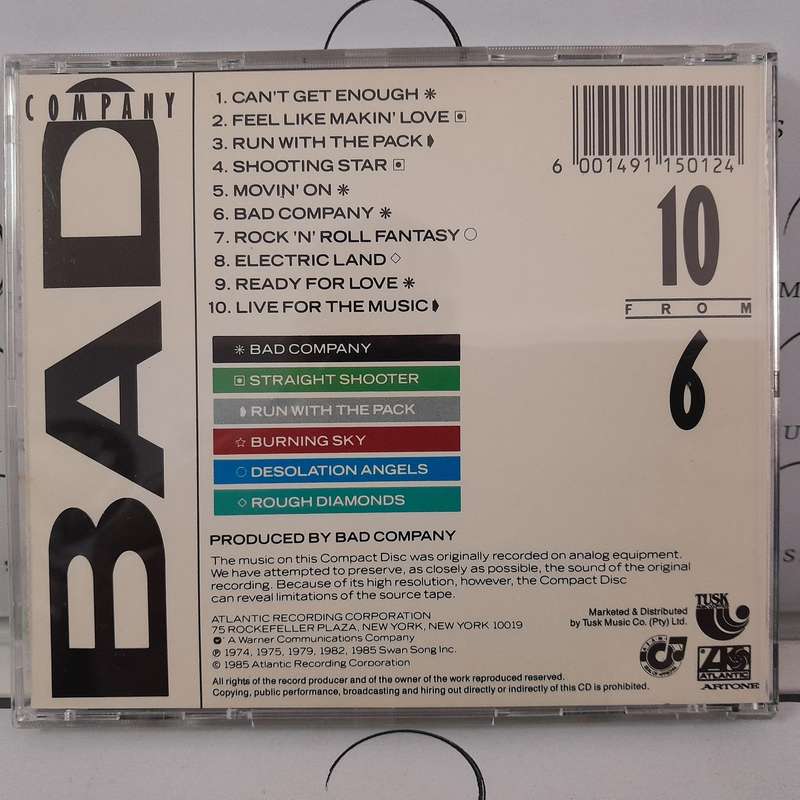 BAD
COMPANY
1. CAN'T GET ENOUGH ✳
2. FEEL LIKE MAKIN' LOVE
3. RUN WITH THE PACK
4. SHOOTING STAR
5. MOVIN' ON ✳
6. BAD COMPANY ✳
7. ROCK 'N' ROLL FANTASY ○
8. ELECTRIC LAND ◇
9. READY FOR LOVE ✳
10. LIVE FOR THE MUSIC
6 001491 150124
10
FROM
6
✳ BAD COMPANY
STRAIGHT SHOOTER
RUN WITH THE PACK
☆ BURNING SKY
○ DESOLATION ANGELS
◇ ROUGH DIAMONDS
PRODUCED BY BAD COMPANY
The music on this Compact Disc was originally recorded on analog equipment.
We have attempted to preserve, as closely as possible, the sound of the original
recording. Because of its high resolution, however, the Compact Disc
can reveal limitations of the source tape.
ATLANTIC RECORDING CORPORATION
75 ROCKEFELLER PLAZA, NEW YORK, NEW YORK 10019
A Warner Communications Company
℗ 1974, 1975, 1979, 1982, 1985 Swan Song Inc.
© 1985 Atlantic Recording Corporation
All rights of the record producer and of the owner of the work reproduced reserved.
Copying, public performance, broadcasting and hiring out directly or indirectly of this CD is prohibited.
Marketed & Distributed
by Tusk Music Co. (Pty) Ltd.
TUSK
ATLANTIC
ARTONE
S
M
U
S